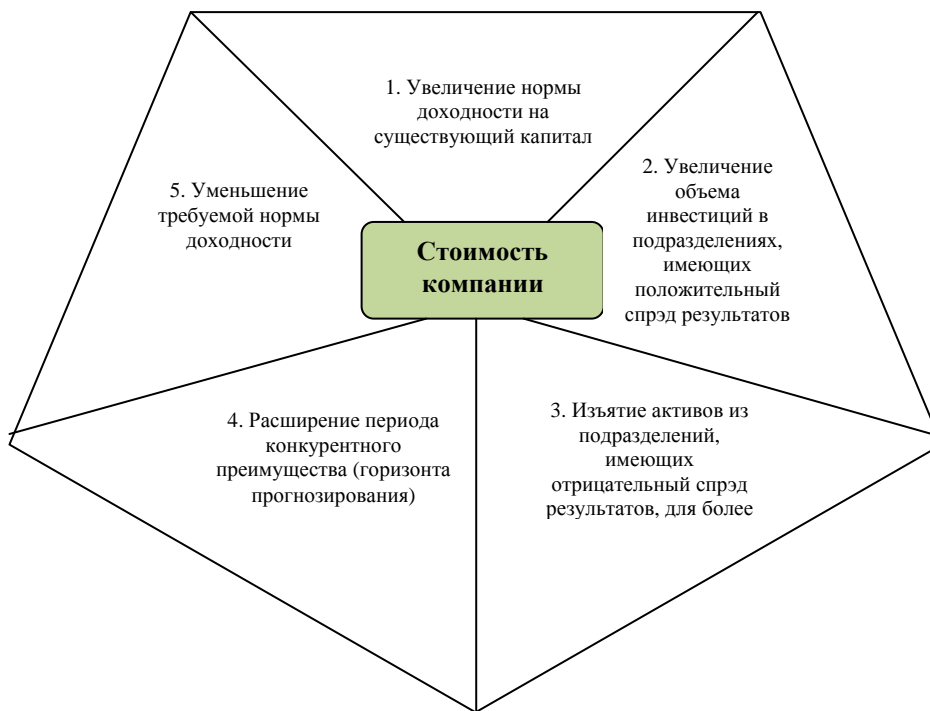 1. Увеличение нормы
доходности на
существующий капитал
2. Увеличение
объема
инвестиций в
подразделениях,
имеющих
положительный
спрэд результатов
5. Уменьшение
требуемой нормы
доходности
Стоимость
компании
4. Расширение периода
конкурентного
преимущества (горизонта
прогнозирования)
3. Изъятие активов из
подразделений,
имеющих
отрицательный спрэд
результатов, для более